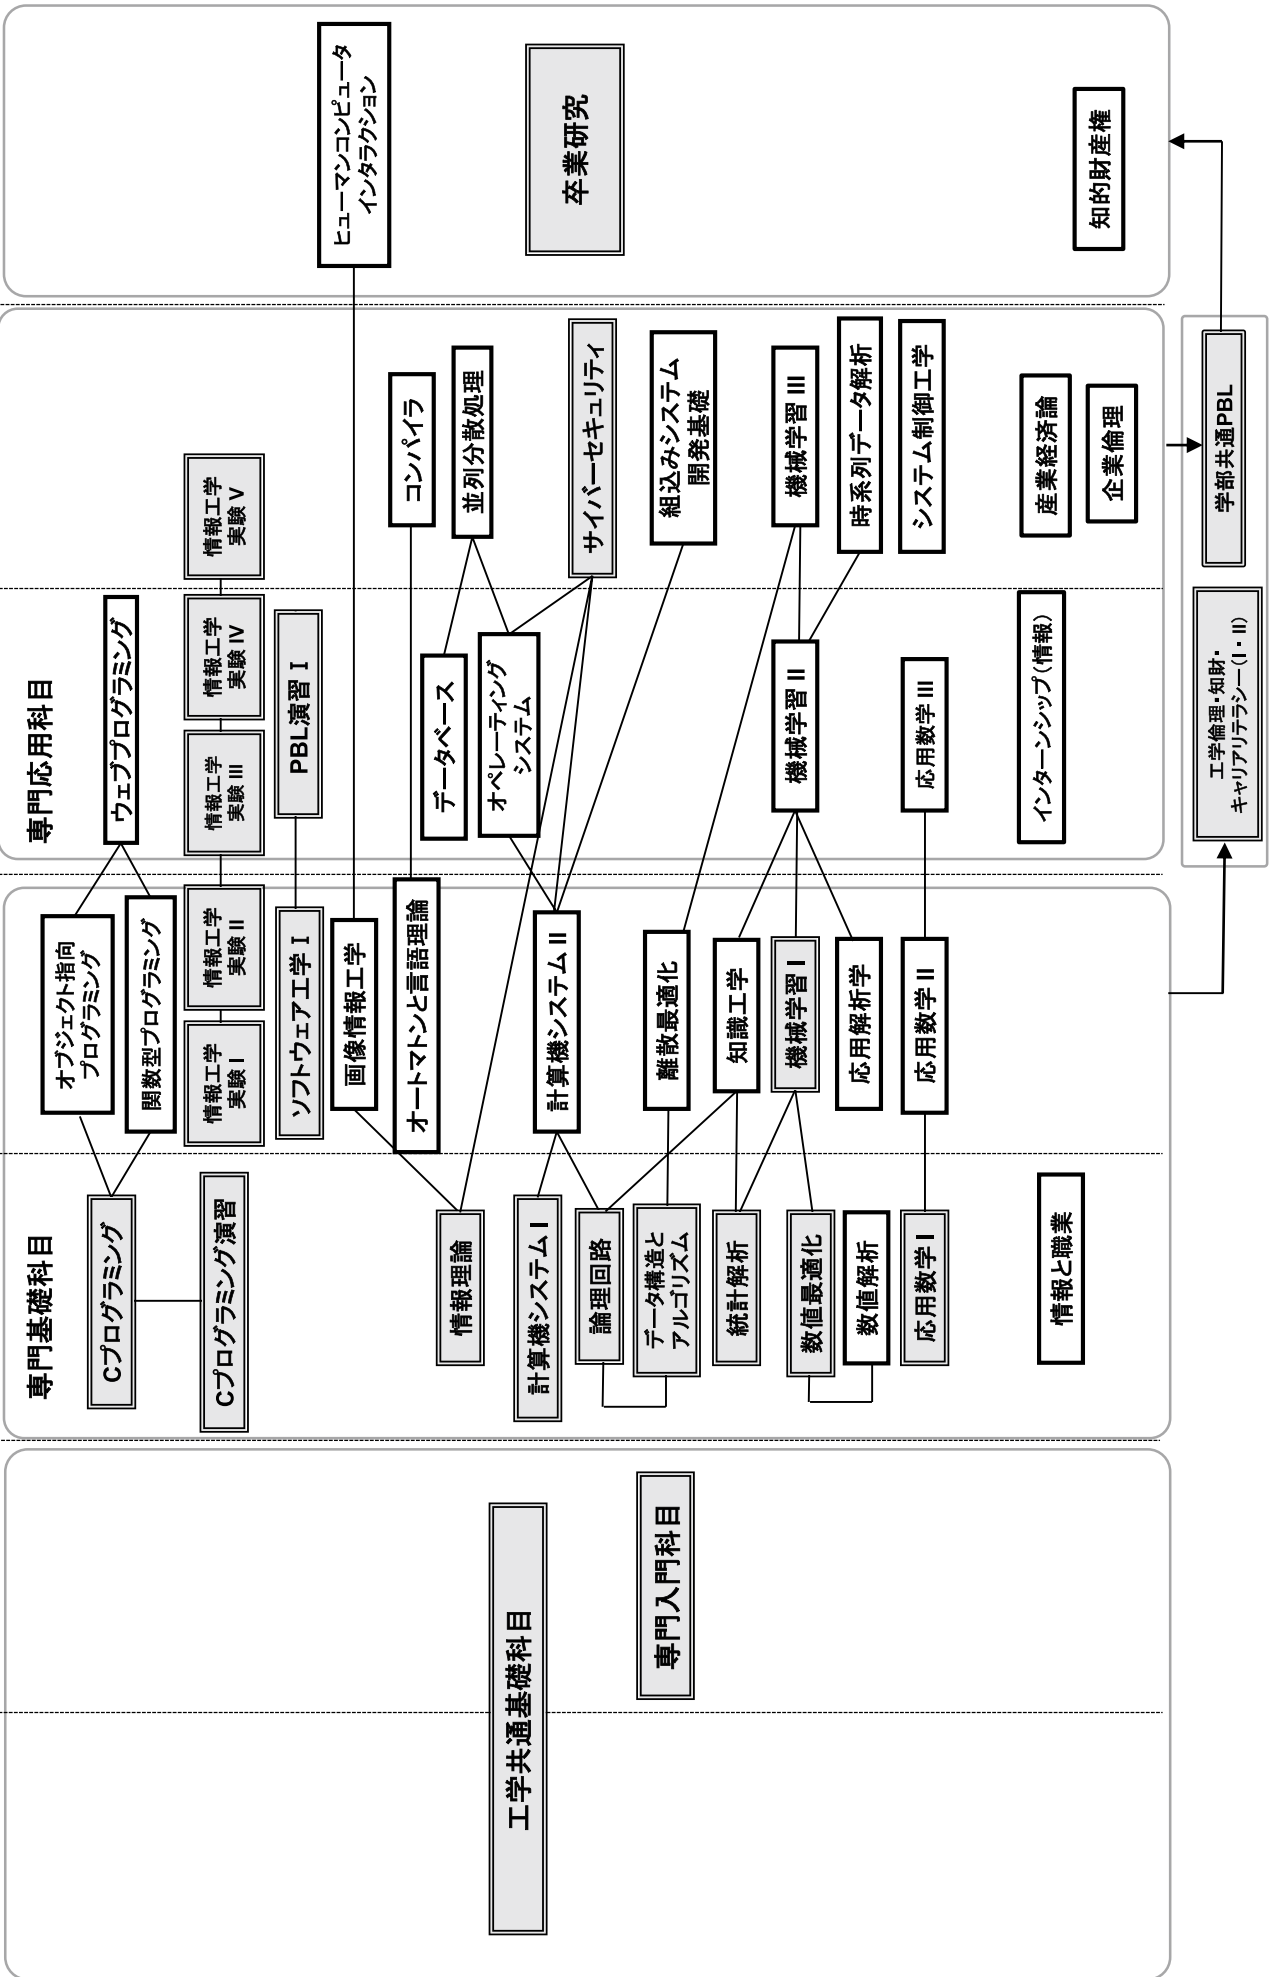 工学共通基礎科目
専門入門科目
専門基礎科目
Cプログラミング
Cプログラミング演習
情報理論
計算機システム I
論理回路
データ構造と
アルゴリズム
統計解析
数値最適化
数値解析
応用数学 I
情報と職業
オブジェクト指向
プログラミング
関数型プログラミング
情報工学
実験 I
情報工学
実験 II
ソフトウェア工学 I
画像情報工学
オートマトンと言語理論
計算機システム II
離散最適化
知識工学
機械学習 I
応用解析学
応用数学 II
専門応用科目
ウェブプログラミング
情報工学
実験 III
情報工学
実験 IV
PBL演習 I
データベース
オペレーティング
システム
機械学習 II
応用数学 III
インターンシップ(情報)
工学倫理・知財・
キャリアリテラシー(I・II)
情報工学
実験 V
コンパイラ
並列分散処理
サイバーセキュリティ
組込みシステム
開発基礎
機械学習 III
時系列データ解析
システム制御工学
産業経済論
企業倫理
学部共通PBL
ヒューマンコンピュータ
インタラクション
卒業研究
知的財産権